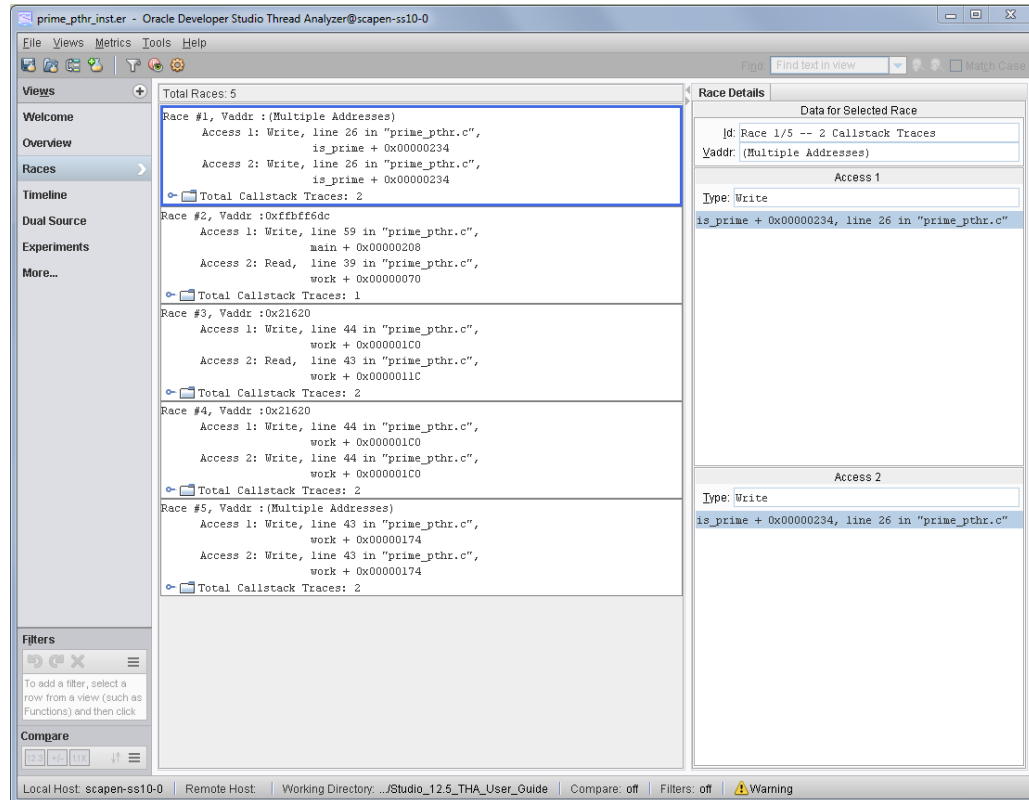 prime_pthr_inst.er - Oracle Developer Studio Thread Analyzer@scapen-ss10-0
File Views Metrics Tools Help
Find: Find text in view Match Case
Views
Welcome
Overview
Races
Timeline
Dual Source
Experiments
More...
Total Races: 5
Race #1, Vaddr :(Multiple Addresses)
Access 1: Write, line 26 in "prime_pthr.c",
is_prime + 0x00000234
Access 2: Write, line 26 in "prime_pthr.c",
is_prime + 0x00000234
Total Callstack Traces: 2
Race #2, Vaddr :0xffbff6dc
Access 1: Write, line 59 in "prime_pthr.c",
main + 0x00000208
Access 2: Read, line 39 in "prime_pthr.c",
work + 0x00000070
Total Callstack Traces: 1
Race #3, Vaddr :0x21620
Access 1: Write, line 44 in "prime_pthr.c",
work + 0x000001C0
Access 2: Read, line 43 in "prime_pthr.c",
work + 0x0000011C
Total Callstack Traces: 2
Race #4, Vaddr :0x21620
Access 1: Write, line 44 in "prime_pthr.c",
work + 0x000001C0
Access 2: Write, line 44 in "prime_pthr.c",
work + 0x000001C0
Total Callstack Traces: 2
Race #5, Vaddr :(Multiple Addresses)
Access 1: Write, line 43 in "prime_pthr.c",
work + 0x00000174
Access 2: Write, line 43 in "prime_pthr.c",
work + 0x00000174
Total Callstack Traces: 2
Race Details
Data for Selected Race
Id: Race 1/5 -- 2 Callstack Traces
Vaddr: (Multiple Addresses)
Access 1
Type: Write
is_prime + 0x00000234, line 26 in "prime_pthr.c"
Access 2
Type: Write
is_prime + 0x00000234, line 26 in "prime_pthr.c"
Filters
To add a filter, select a
row from a view (such as
Functions) and then click
Compare
12.3 +/- 1.1X
Local Host: scapen-ss10-0 Remote Host: Working Directory: .../Studio_12.5_THA_User_Guide Compare: off Filters: off Warning